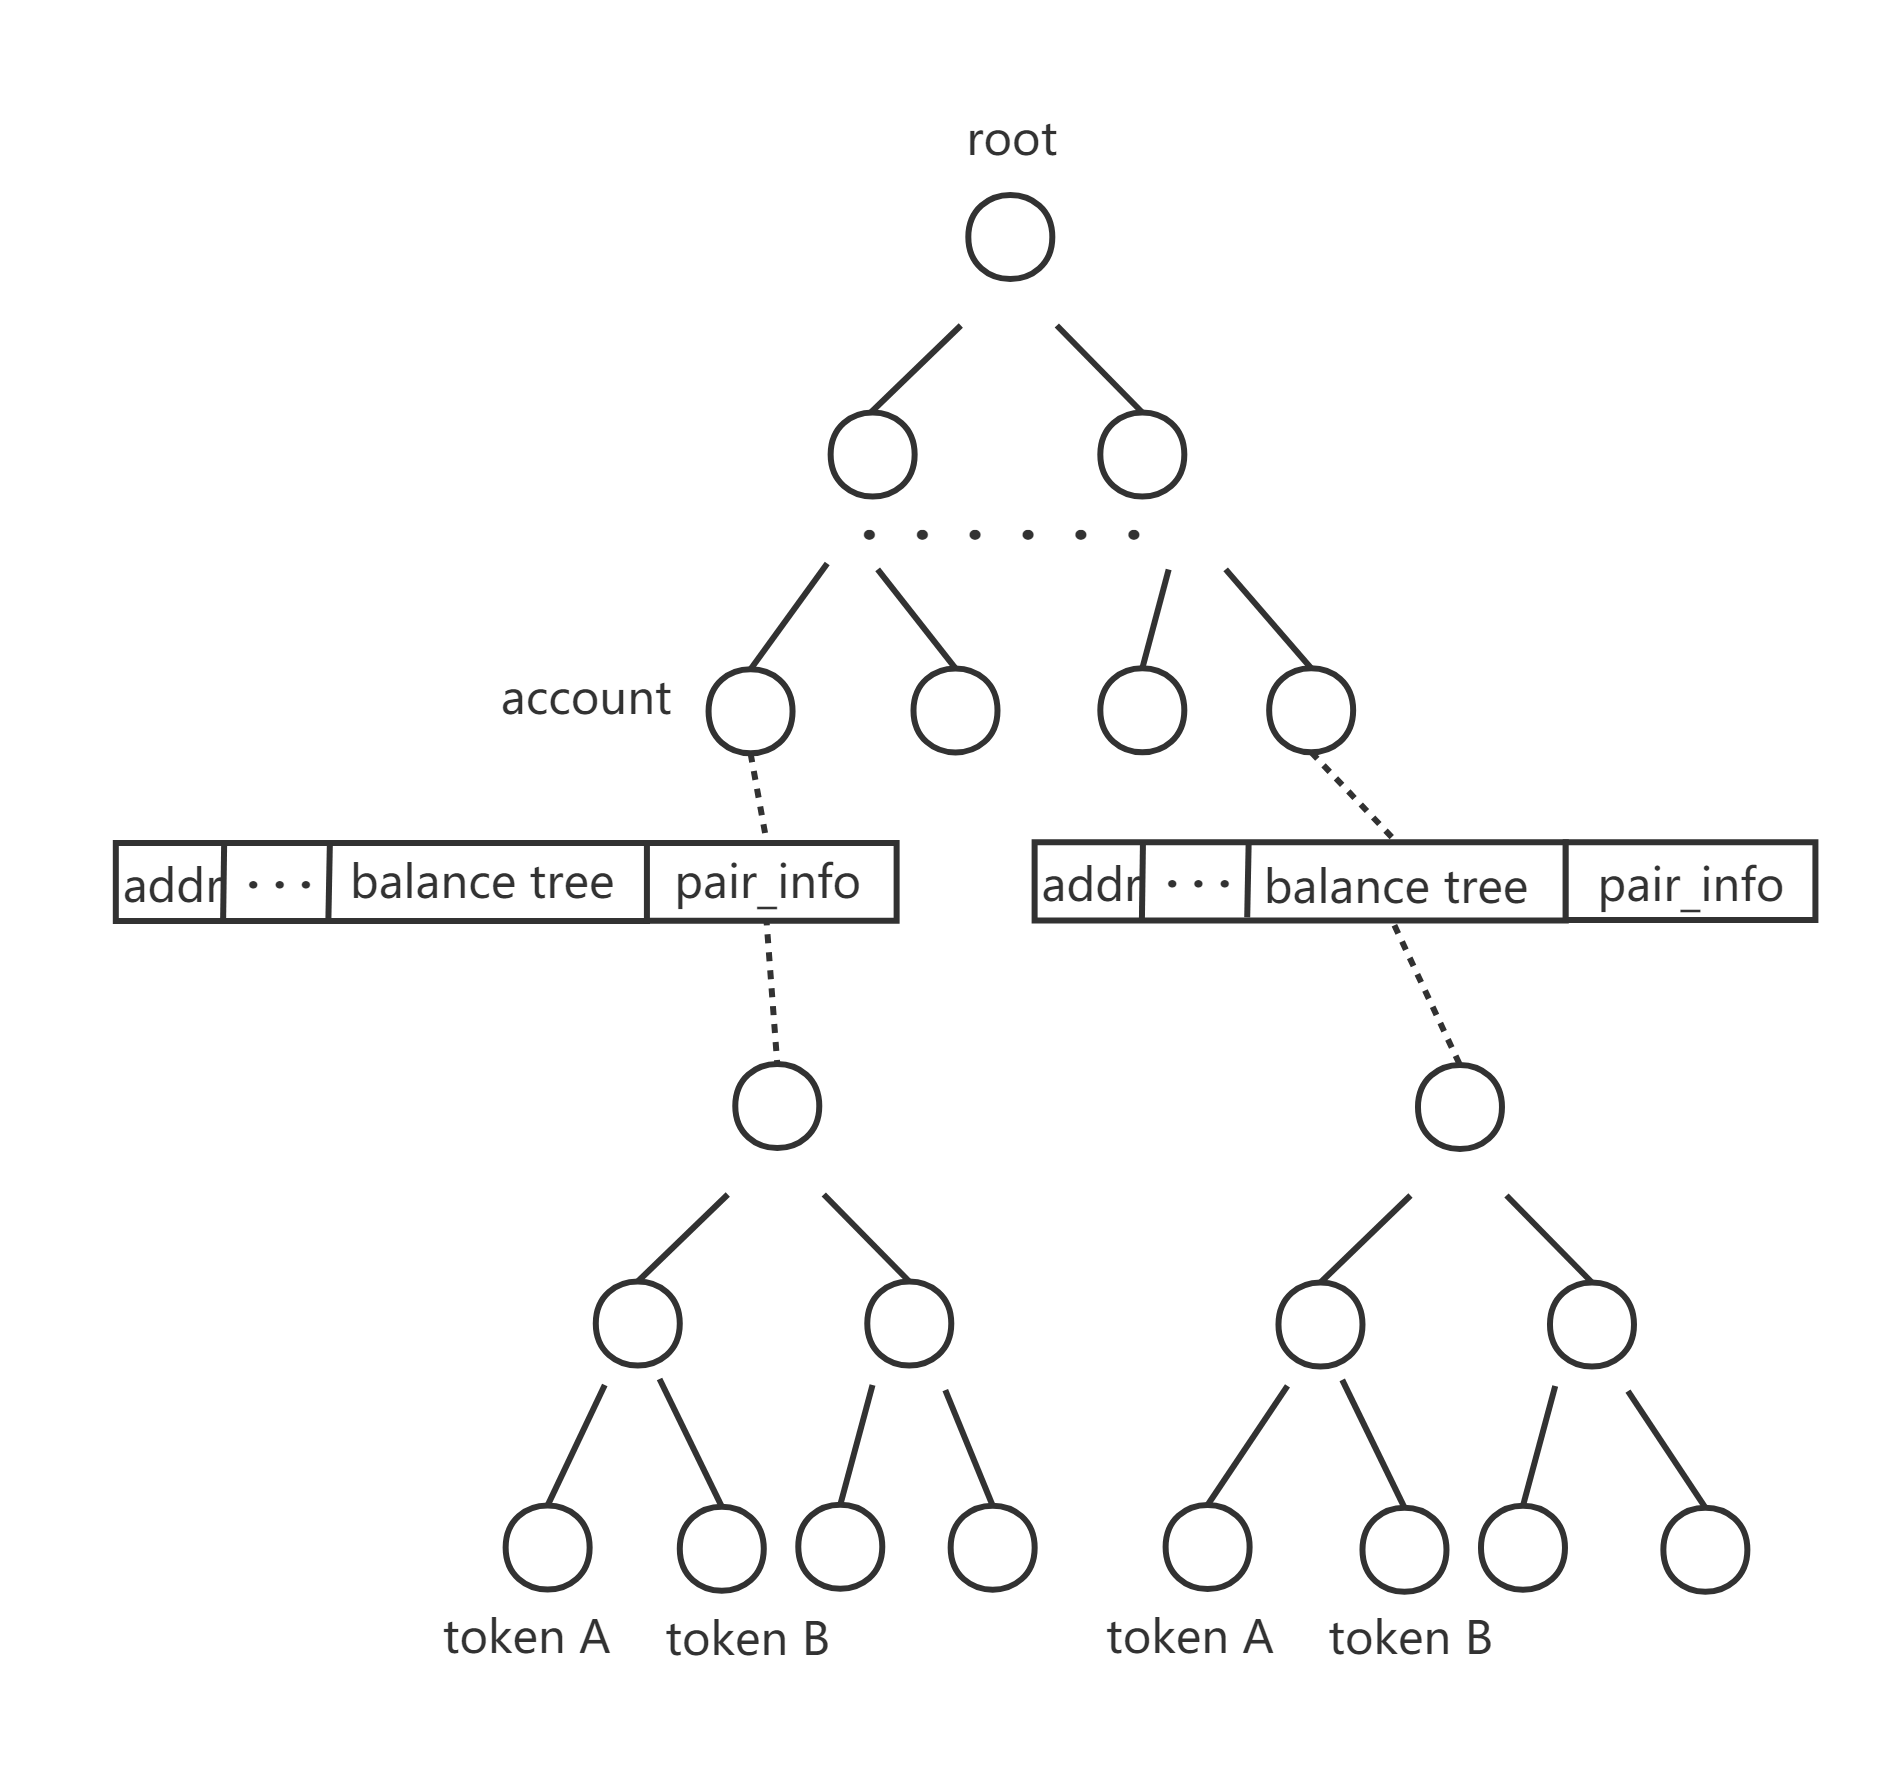 root
account
addr ... balance tree pair_info
addr ... balance tree pair_info
token A token B
token A token B